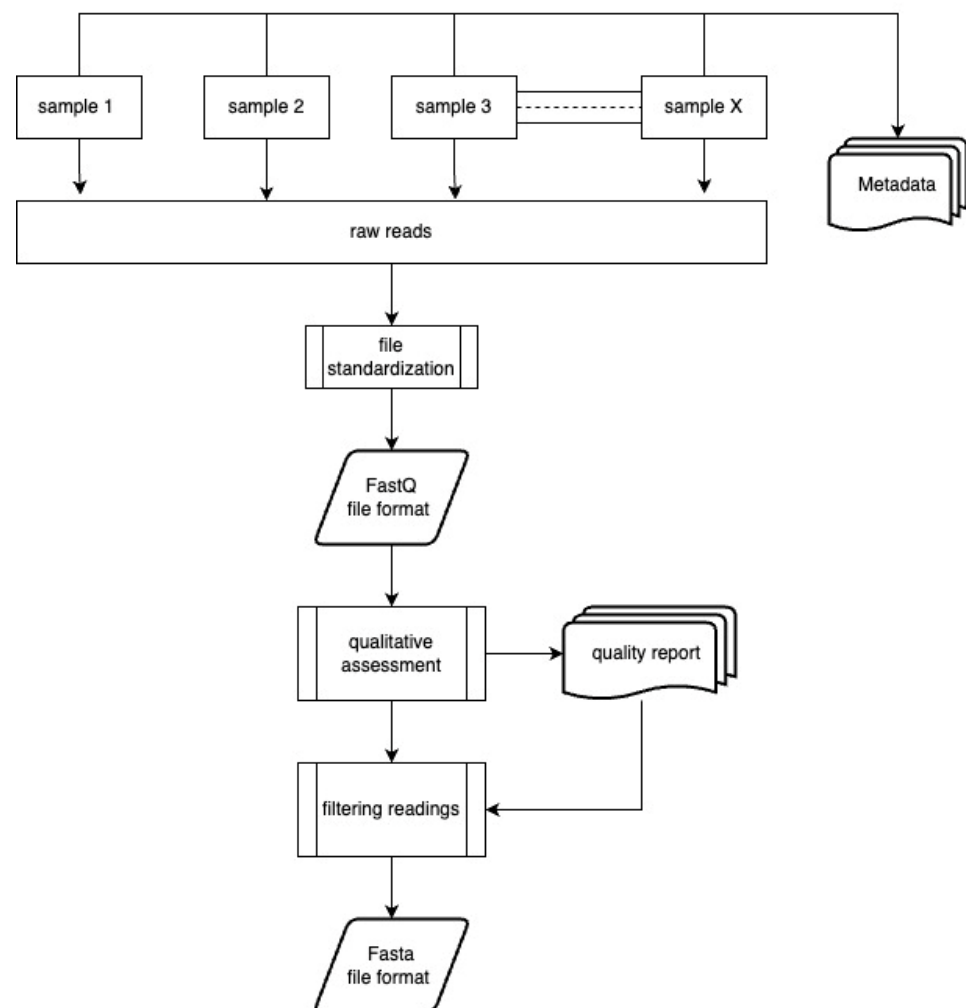 sample 1
sample 2
sample 3
sample X
Metadata
raw reads
file
standardization
FastQ
file format
qualitative
assessment
quality report
filtering readings
Fasta
file format